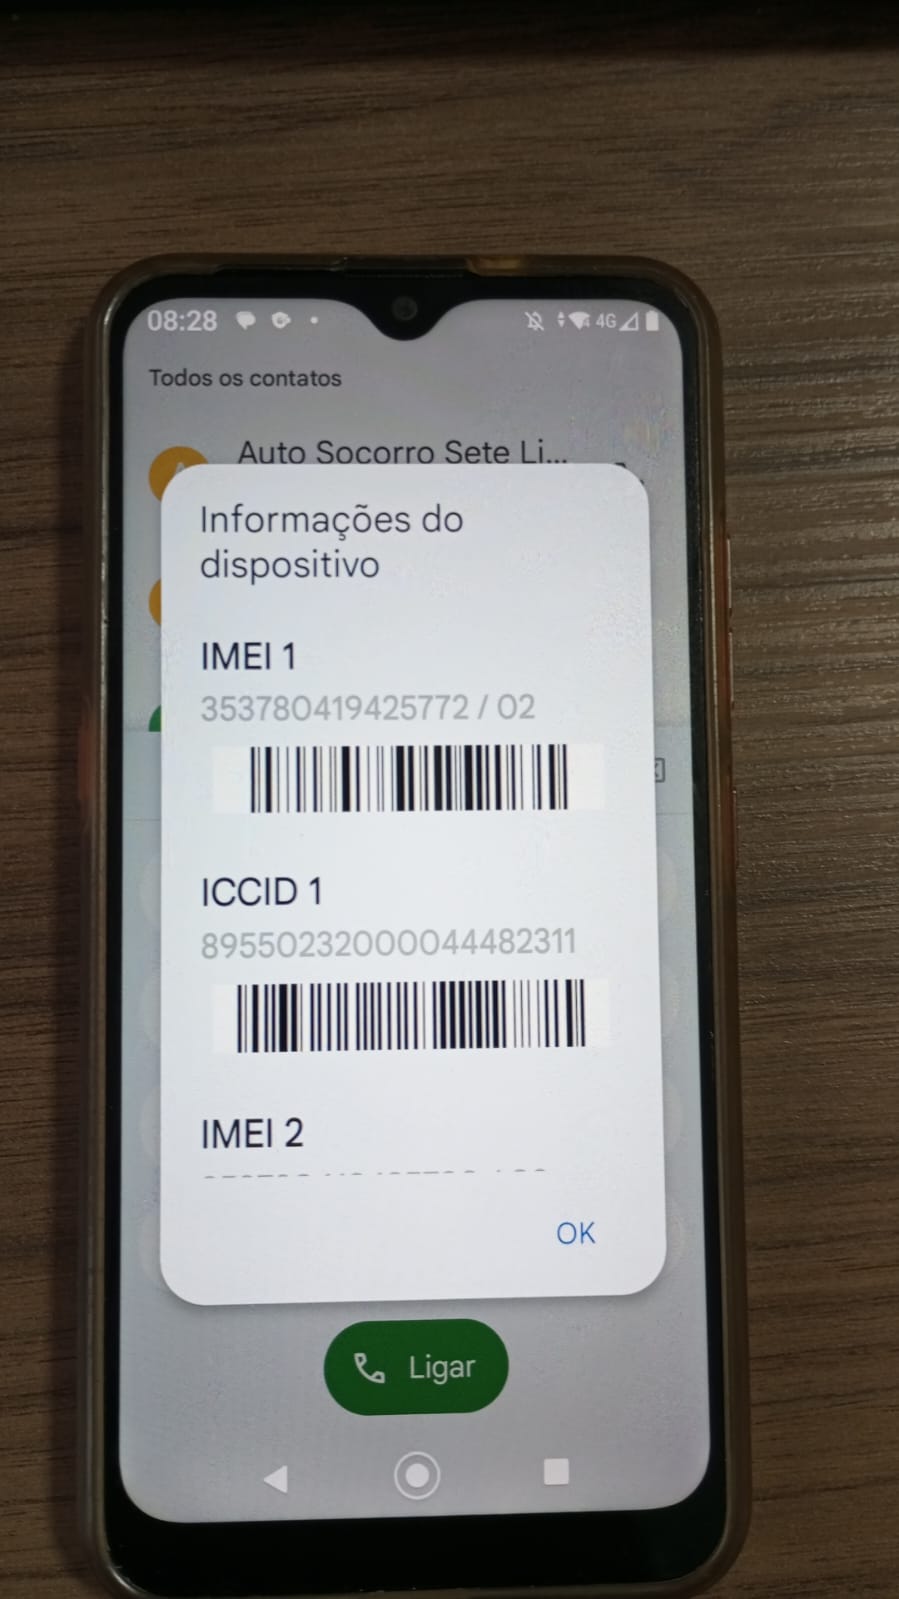 08:28
4G
Todos os contatos
Auto Socorro Sete Li...
Informações do
dispositivo
IMEI 1
353780419425772 / 02
ICCID 1
89550232000044482311
IMEI 2
OK
Ligar